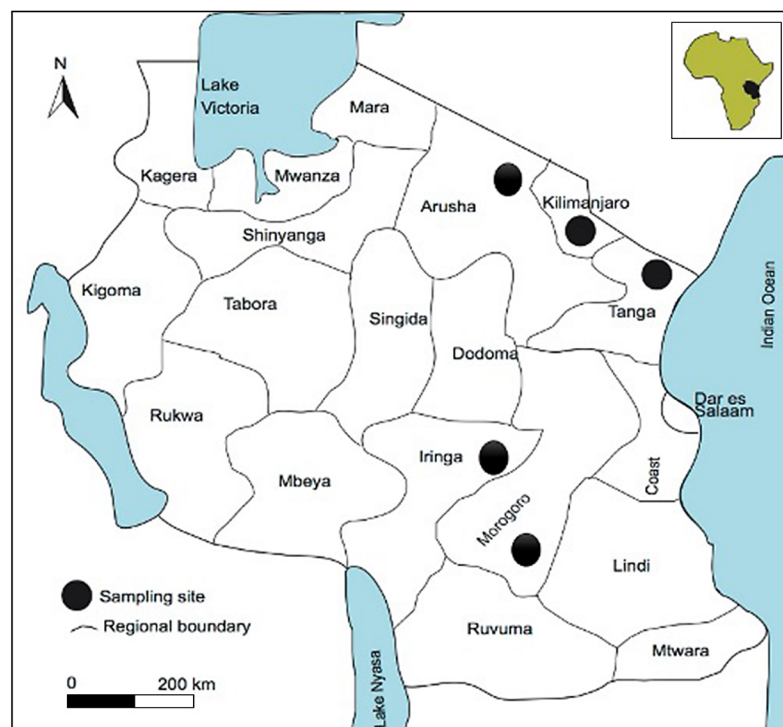 N
Lake
Victoria
Mara
Kagera
Mwanza
Arusha
Kilimanjaro
Shinyanga
Kigoma
Tabora
Singida
Tanga
Dodoma
Indian Ocean
Rukwa
Dar es
Salaam
Iringa
Mbeya
Coast
Morogoro
Lindi
Sampling site
Regional boundary
Ruvuma
Mtwara
0 200 km
Lake Nyasa